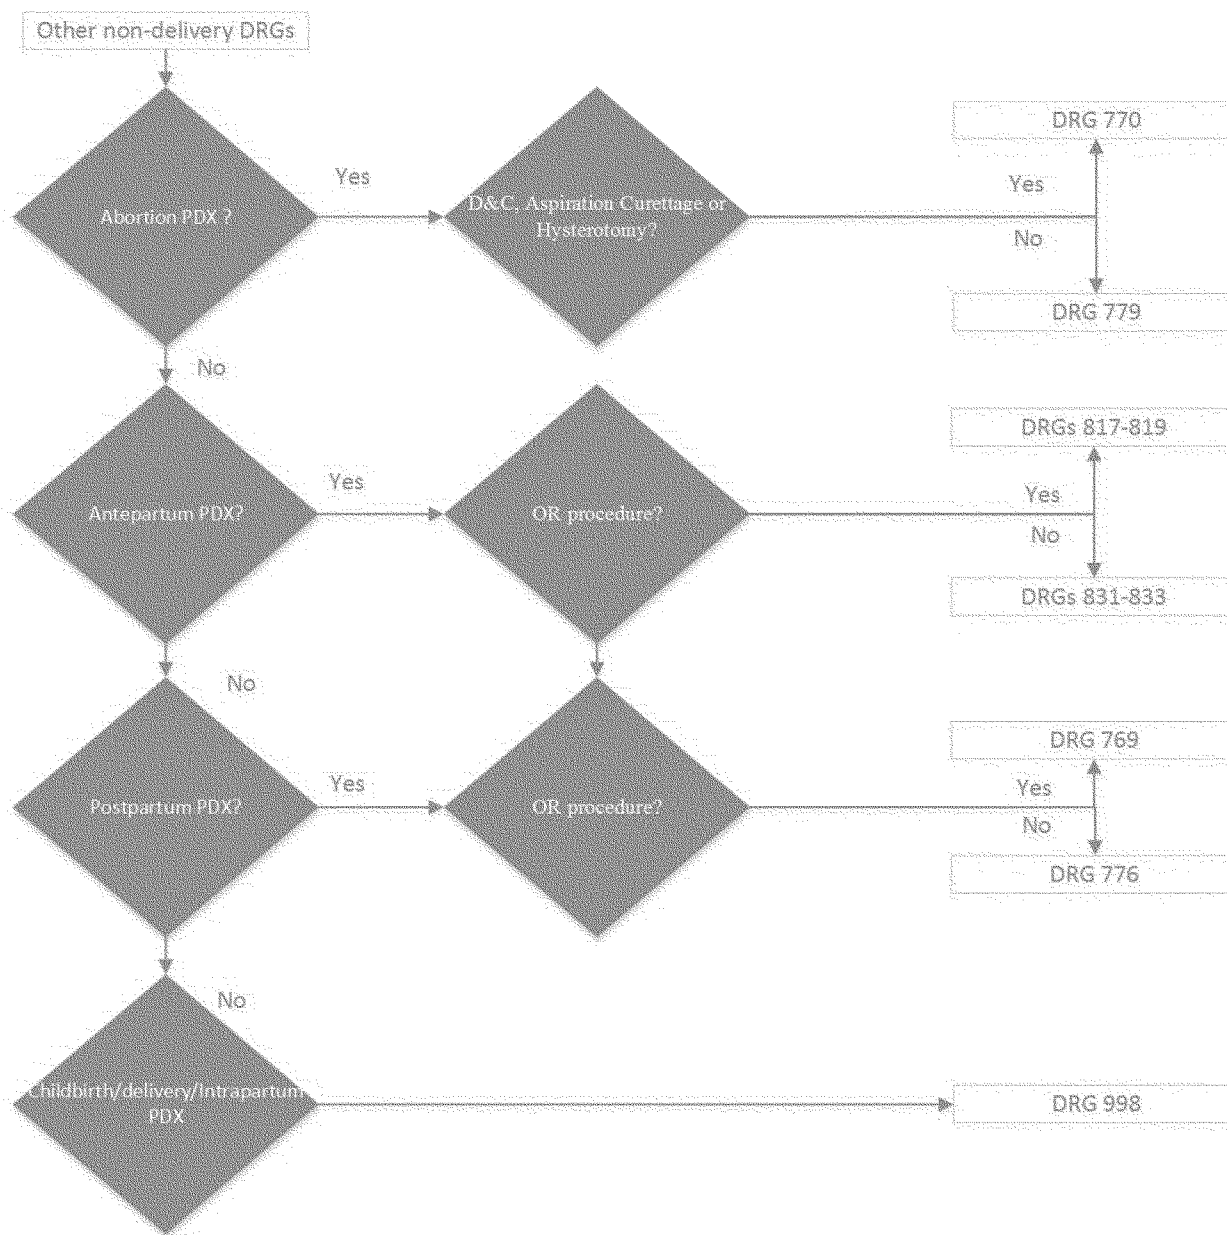 Other non-delivery DRGs
DRG 770
Yes
Yes
Abortion PDX ?
D&C, Aspiration Curettage or
Hysterotomy?
No
DRG 779
No
DRGs 817-819
Yes
Yes
Antepartum PDX?
OR procedure?
No
DRGs 831-833
No
DRG 769
Yes
Yes
Postpartum PDX?
OR procedure?
No
DRG 776
No
Childbirth/delivery/Intrapartum
PDX
DRG 998